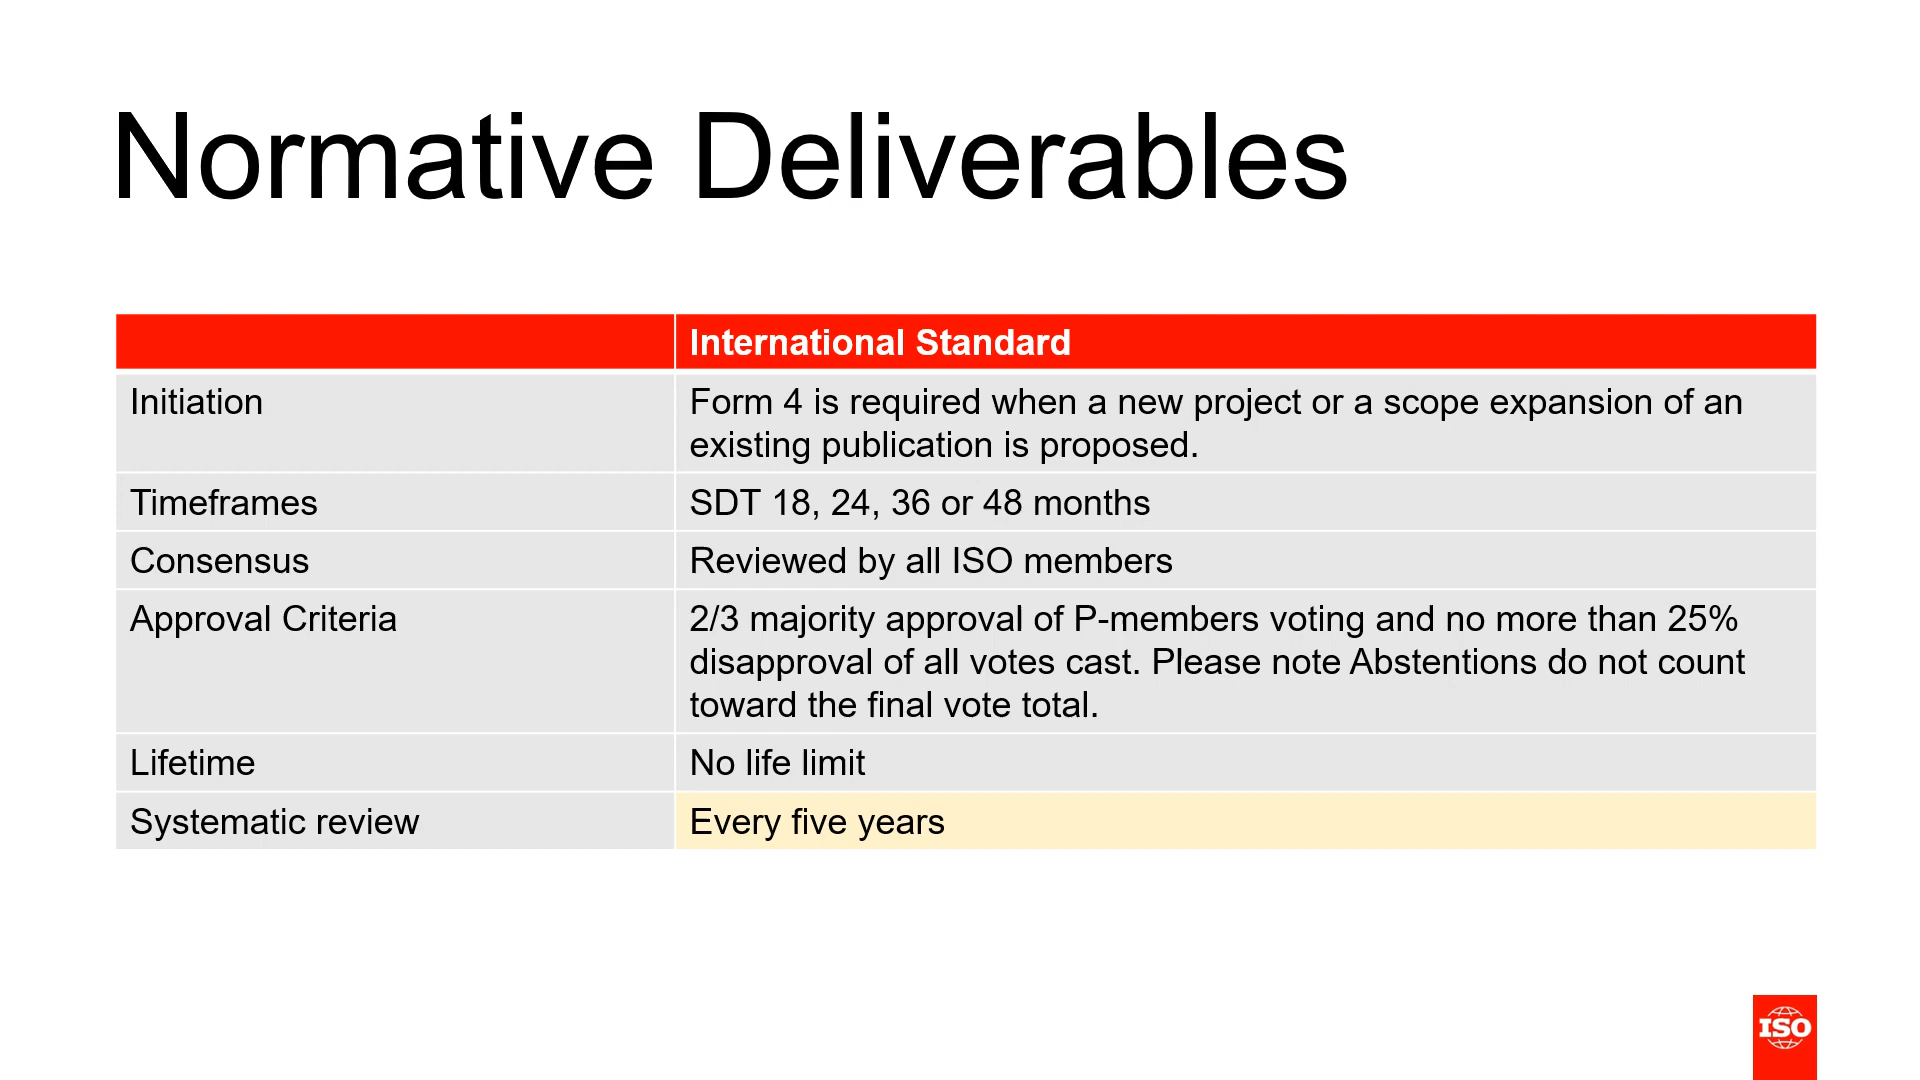 Normative Deliverables
International Standard
Initiation
Form 4 is required when a new project or a scope expansion of an
existing publication is proposed.
Timeframes
SDT 18, 24, 36 or 48 months
Consensus
Reviewed by all ISO members
Approval Criteria
2/3 majority approval of P-members voting and no more than 25%
disapproval of all votes cast. Please note Abstentions do not count
toward the final vote total.
Lifetime
No life limit
Systematic review
Every five years
ISO